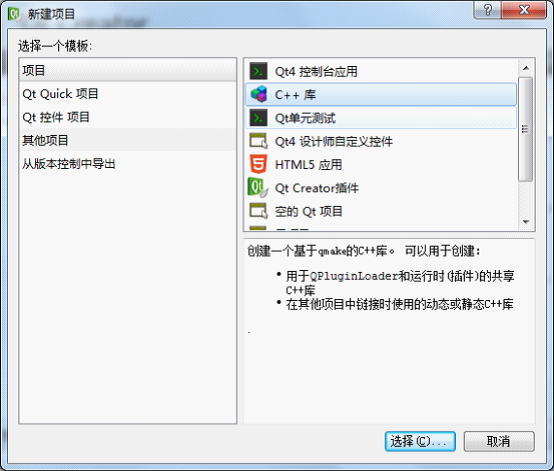 新建项目
选择一个模板:
项目
Qt Quick 项目
Qt 控件 项目
其他项目
从版本控制中导出
Qt4 控制台应用
C++ 库
Qt单元测试
Qt4 设计师自定义控件
HTML5 应用
Qt Creator插件
空的 Qt 项目
创建一个基于qmake的C++库。 可以用于创建:
• 用于QPluginLoader和运行时(插件)的共享
C++库
• 在其他项目中链接时使用的动态或静态C++库
.
选择(C)...
取消